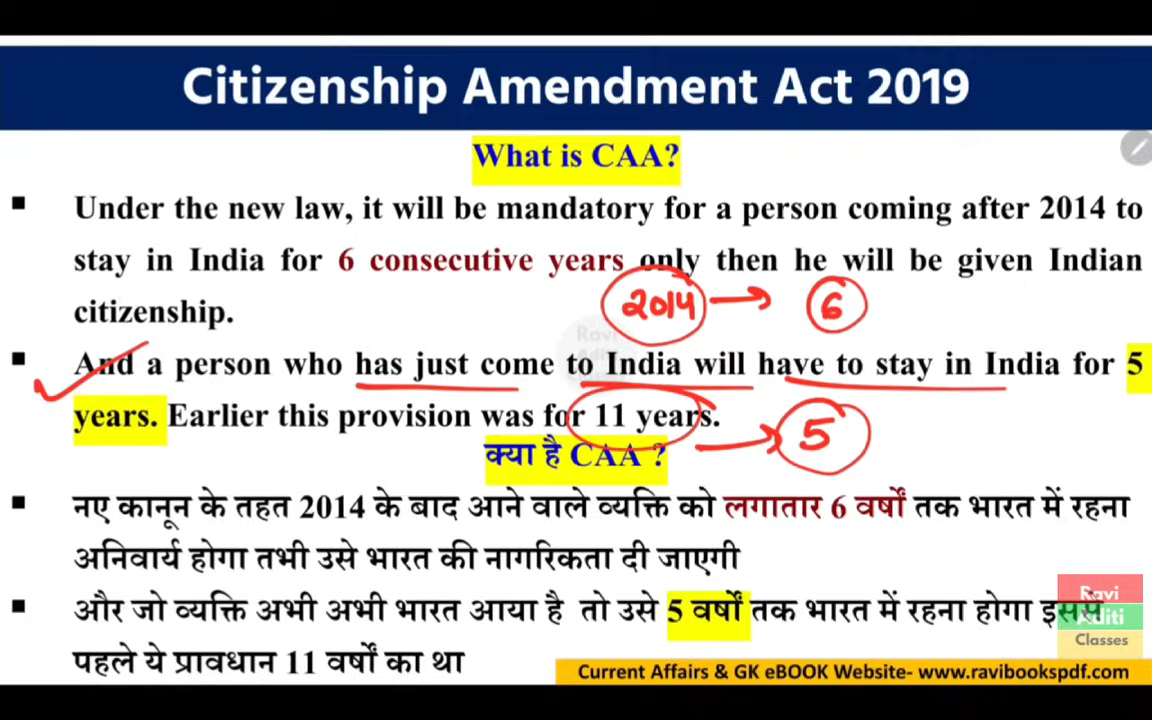 Citizenship Amendment Act 2019
What is CAA?
▪ Under the new law, it will be mandatory for a person coming after 2014 to
stay in India for 6 consecutive years only then he will be given Indian
citizenship.
2014 → 6
▪ And a person who has just come to India will have to stay in India for 5
years. Earlier this provision was for 11 years.
→ 5
क्या है CAA ?
▪ नए कानून के तहत 2014 के बाद आने वाले व्यक्ति को लगातार 6 वर्षों तक भारत में रहना
अनिवार्य होगा तभी उसे भारत की नागरिकता दी जाएगी
▪ और जो व्यक्ति अभी अभी भारत आया है तो उसे 5 वर्षों तक भारत में रहना होगा इससे
पहले ये प्रावधान 11 वर्षों का था
Ravi
Aditi
Classes
Current Affairs & GK eBOOK Website- www.ravibookspdf.com